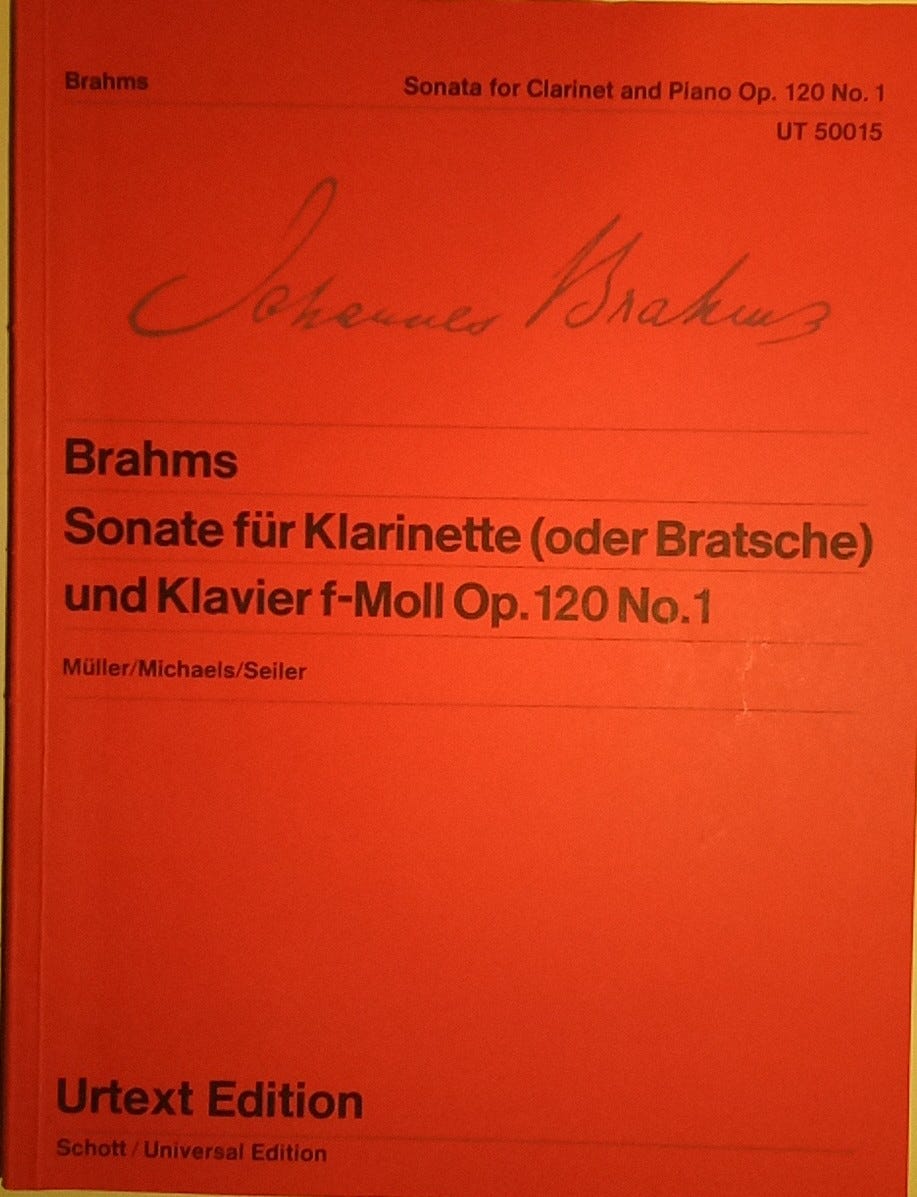 Brahms Sonata for Clarinet and Piano Op. 120 No. 1
UT 50015
Johannes Brahms
Brahms
Sonate für Klarinette (oder Bratsche)
und Klavier f-Moll Op. 120 No. 1
Müller/Michaels/Seiler
Urtext Edition
Schott / Universal Edition